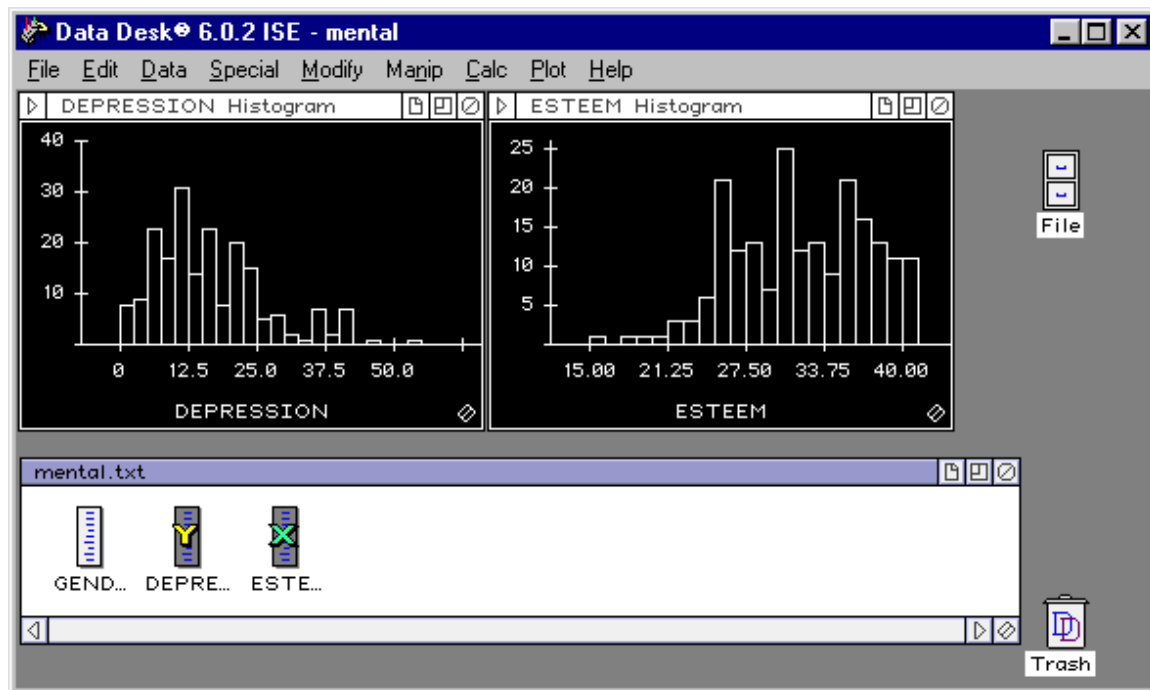 Data Desk® 6.0.2 ISE - mental
File Edit Data Special Modify Manip Calc Plot Help
DEPRESSION Histogram
40
30
20
10
0 12.5 25.0 37.5 50.0
DEPRESSION
ESTEEM Histogram
25
20
15
10
5
15.00 21.25 27.50 33.75 40.00
ESTEEM
File
mental.txt
Y X
GEND... DEPRE... ESTE...
DD
Trash